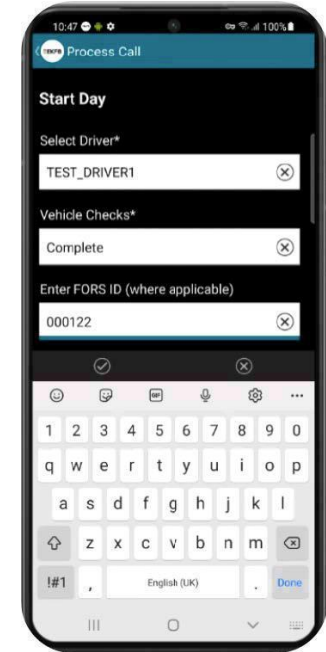 10:47 100%
Process Call
Start Day
Select Driver*
TEST_DRIVER1
Vehicle Checks*
Complete
Enter FORS ID (where applicable)
000122
GIF
1 2 3 4 5 6 7 8 9 0
q w e r t y u i o p
a s d f g h j k l
z x c v b n m
!#1 , English (UK) . Done